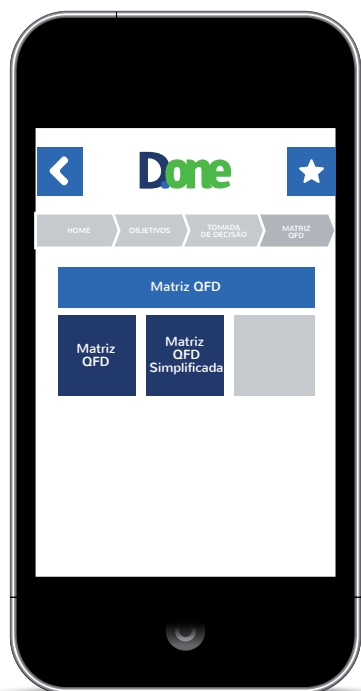 D.one
HOME
OBJETIVOS
TOMADA
DE DECISÃO
MATRIZ
QFD
Matriz QFD
Matriz
QFD
Matriz
QFD
Simplificada